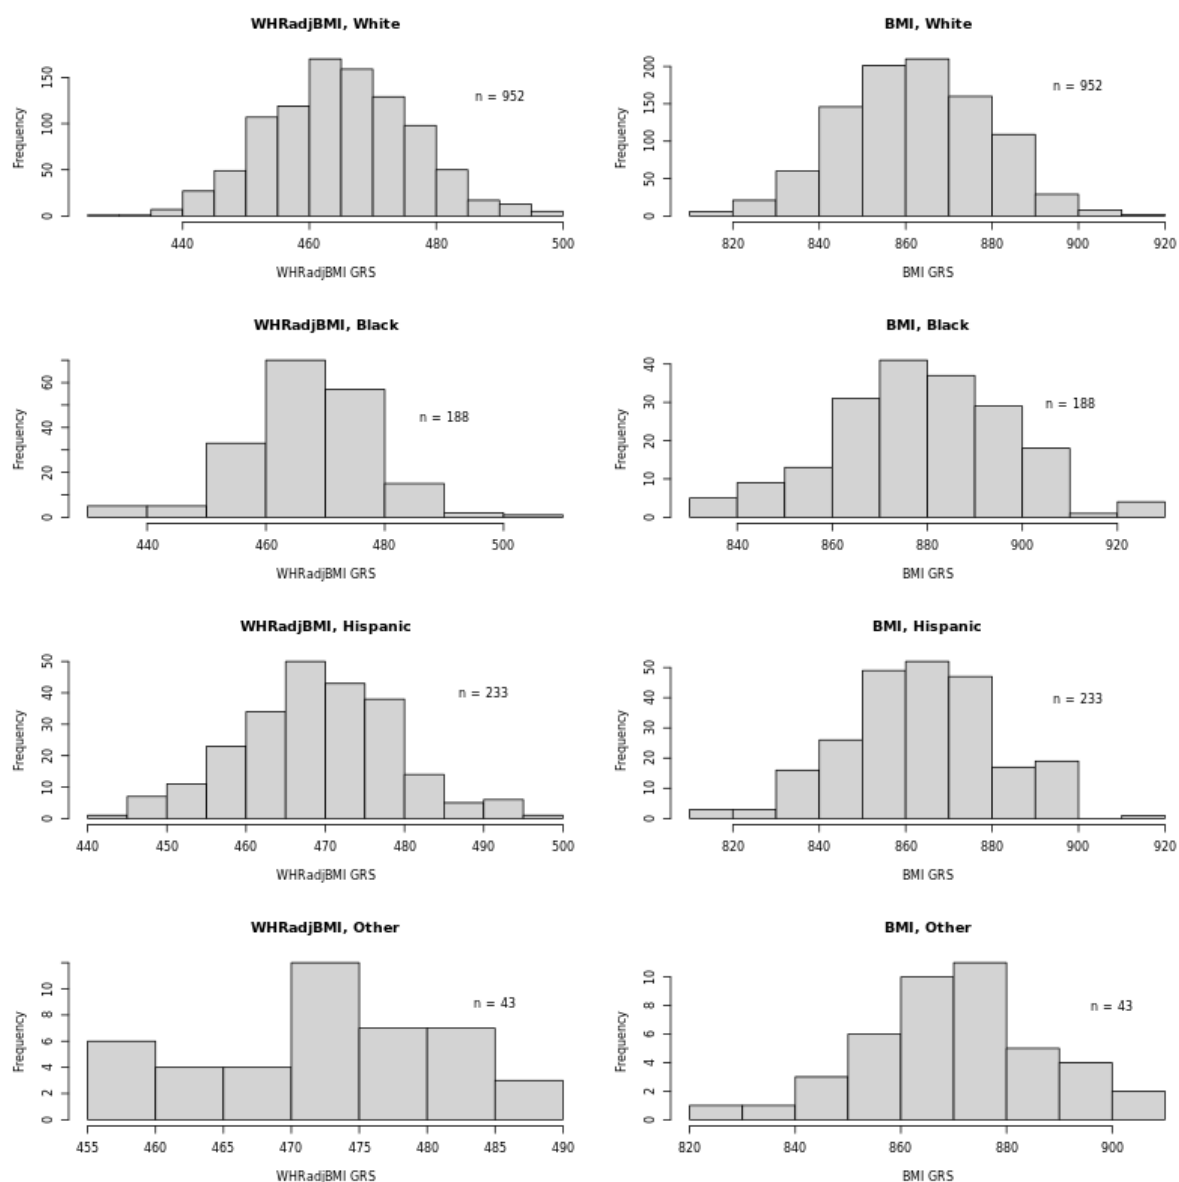 WHRadjBMI, White
n = 952
Frequency
0 50 100 150
440 460 480 500
WHRadjBMI GRS
BMI, White
n = 952
Frequency
0 50 100 150 200
820 840 860 880 900 920
BMI GRS
WHRadjBMI, Black
n = 188
Frequency
0 20 40 60
440 460 480 500
WHRadjBMI GRS
BMI, Black
n = 188
Frequency
0 10 20 30 40
840 860 880 900 920
BMI GRS
WHRadjBMI, Hispanic
n = 233
Frequency
0 10 20 30 40 50
440 450 460 470 480 490 500
WHRadjBMI GRS
BMI, Hispanic
n = 233
Frequency
0 10 20 30 40 50
820 840 860 880 900 920
BMI GRS
WHRadjBMI, Other
n = 43
Frequency
0 2 4 6 8 10
455 460 465 470 475 480 485 490
WHRadjBMI GRS
BMI, Other
n = 43
Frequency
0 2 4 6 8 10
820 840 860 880 900
BMI GRS